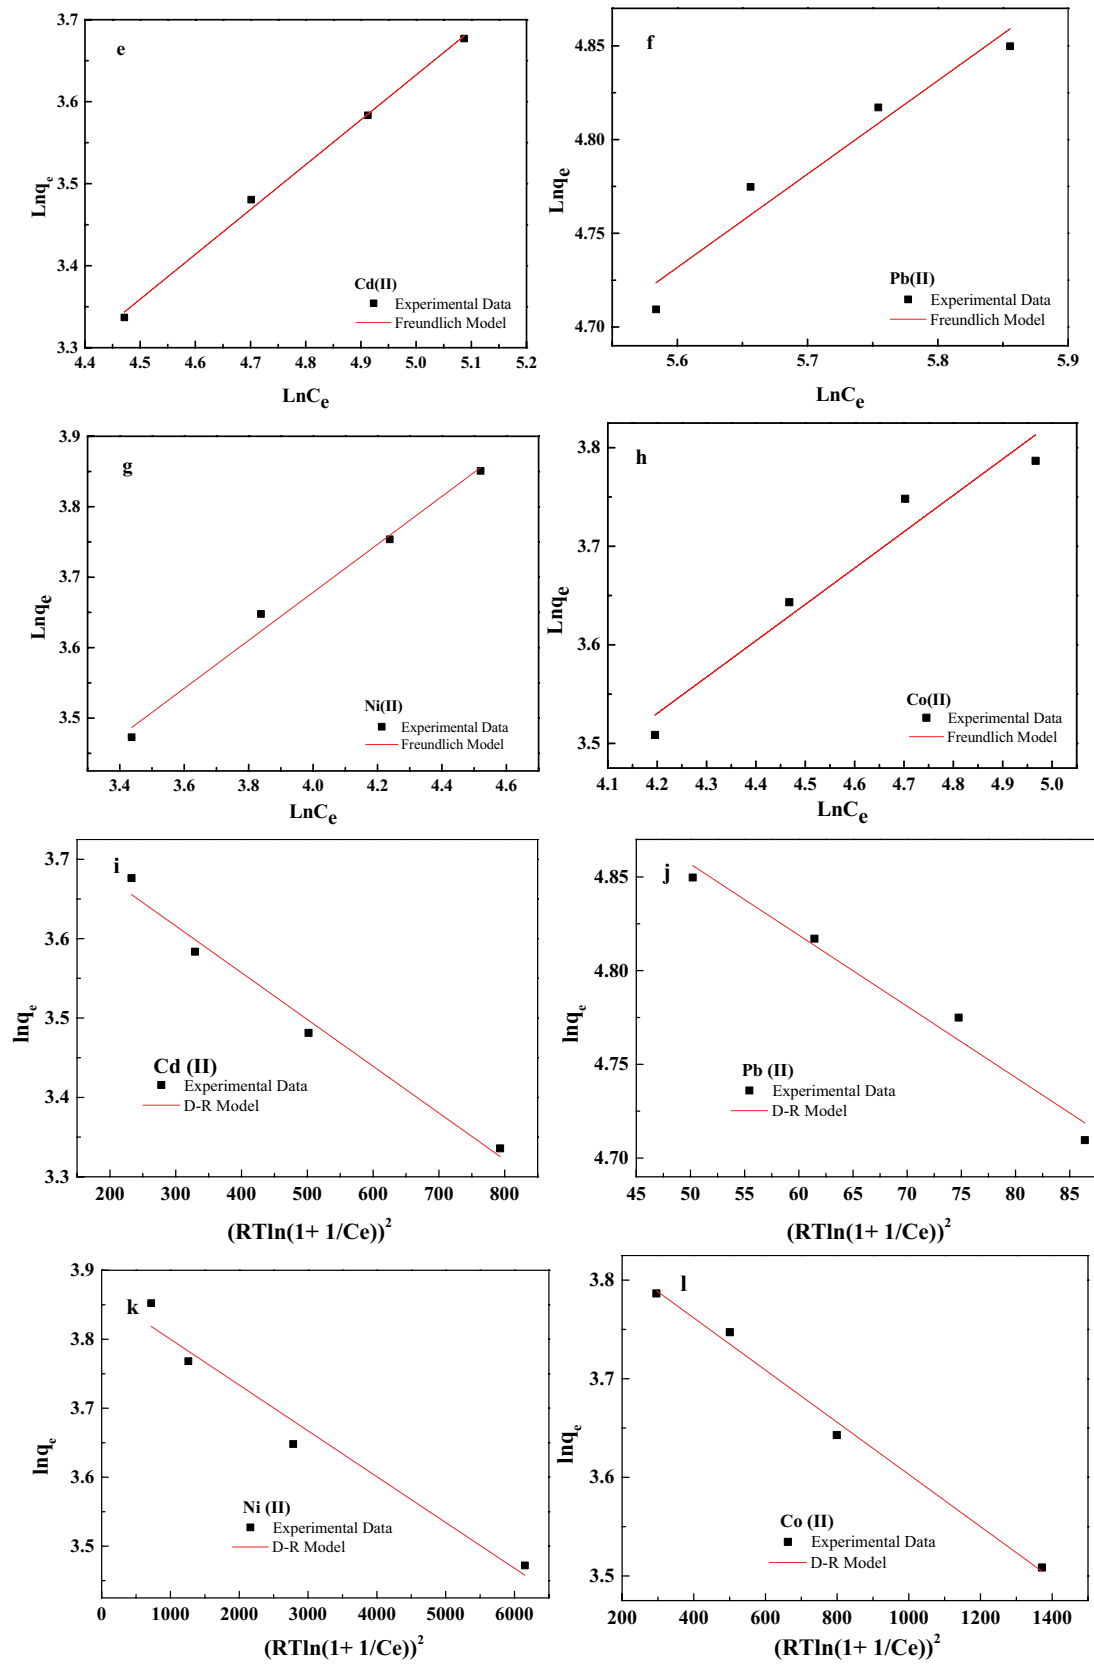 e
3.7
3.6
3.5
3.4
3.3
4.4 4.5 4.6 4.7 4.8 4.9 5.0 5.1 5.2
Lnqe
LnCe
Cd(II)
Experimental Data
Freundlich Model
f
4.85
4.80
4.75
4.70
5.6 5.7 5.8 5.9
Lnqe
LnCe
Pb(II)
Experimental Data
Freundlich Model
g
3.9
3.8
3.7
3.6
3.5
3.4 3.6 3.8 4.0 4.2 4.4 4.6
Lnqe
LnCe
Ni(II)
Experimental Data
Freundlich Model
h
3.8
3.7
3.6
3.5
4.1 4.2 4.3 4.4 4.5 4.6 4.7 4.8 4.9 5.0
Lnqe
LnCe
Co(II)
Experimental Data
Freundlich Model
i
3.7
3.6
3.5
3.4
3.3
200 300 400 500 600 700 800
lnqe
(RTln(1+ 1/Ce))2
Cd (II)
Experimental Data
D-R Model
j
4.85
4.80
4.75
4.70
45 50 55 60 65 70 75 80 85
lnqe
(RTln(1+ 1/Ce))2
Pb (II)
Experimental Data
D-R Model
k
3.9
3.8
3.7
3.6
3.5
0 1000 2000 3000 4000 5000 6000
lnqe
(RTln(1+ 1/Ce))2
Ni (II)
Experimental Data
D-R Model
l
3.8
3.7
3.6
3.5
200 400 600 800 1000 1200 1400
lnqe
(RTln(1+ 1/Ce))2
Co (II)
Experimental Data
D-R Model